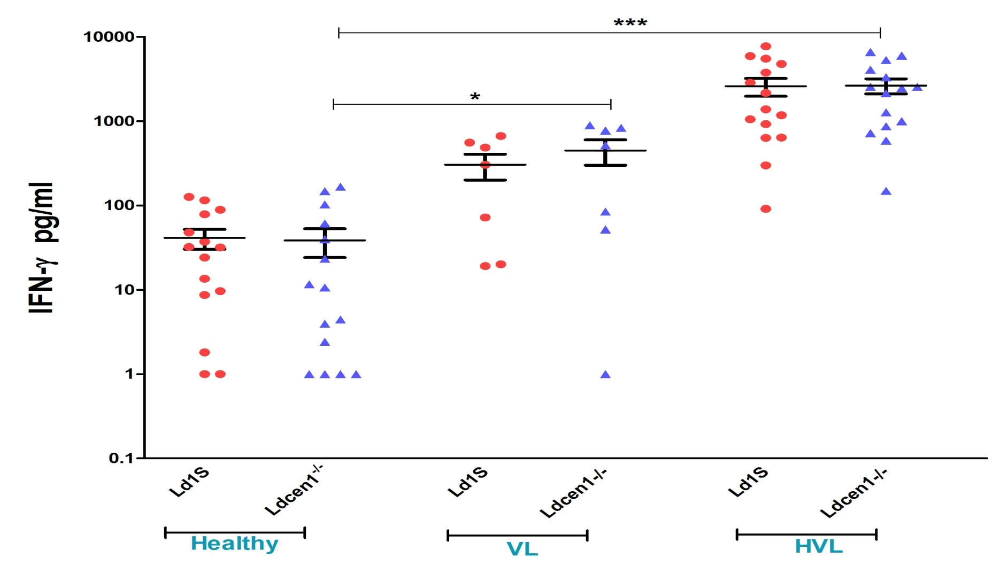 ***
10000
*
1000
100
10
1
0.1
IFN-γ pg/ml
Ld1S
Ldcen1-/-
Ld1S
Ldcen1-/-
Ld1S
Ldcen1-/-
Healthy
VL
HVL